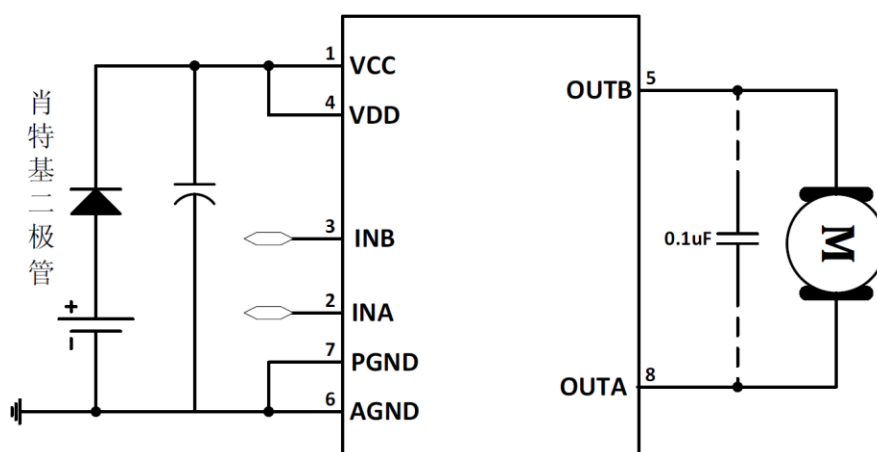 肖特基二极管
+
-
1
VCC
4
VDD
3
INB
2
INA
7
PGND
6
AGND
OUTB
5
OUTA
8
0.1uF
M